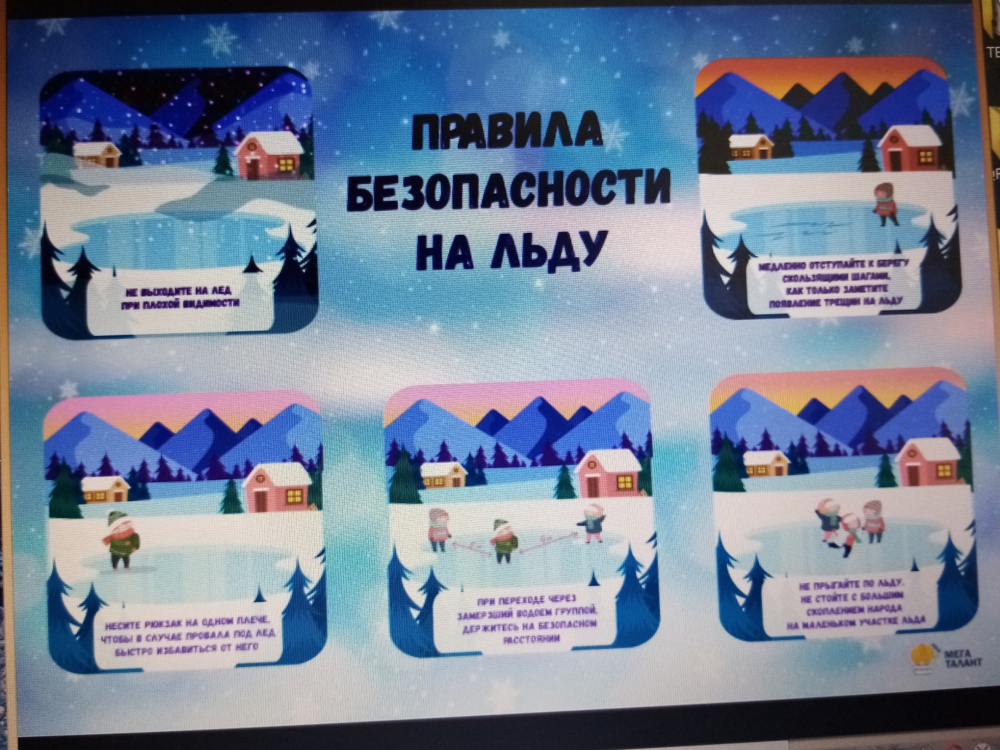 ПРАВИЛА
БЕЗОПАСНОСТИ
НА ЛЬДУ
НЕ ВЫХОДИТЕ НА ЛЕД
ПРИ ПЛОХОЙ ВИДИМОСТИ
МЕДЛЕННО ОТСТУПАЙТЕ К БЕРЕГУ
СКОЛЬЗЯЩИМИ ШАГАМИ,
КАК ТОЛЬКО ЗАМЕТИТЕ
ПОЯВЛЕНИЕ ТРЕЩИН НА ЛЬДУ
НЕСИТЕ РЮКЗАК НА ОДНОМ ПЛЕЧЕ,
ЧТОБЫ В СЛУЧАЕ ПРОВАЛА ПОД ЛЕД
БЫСТРО ИЗБАВИТЬСЯ ОТ НЕГО
ПРИ ПЕРЕХОДЕ ЧЕРЕЗ
ЗАМЕРЗШИЙ ВОДОЕМ ГРУППОЙ,
ДЕРЖИТЕСЬ НА БЕЗОПАСНОМ
РАССТОЯНИИ
НЕ ПРЫГАЙТЕ ПО ЛЬДУ,
НЕ СТОЙТЕ С БОЛЬШИМ
СКОПЛЕНИЕМ НАРОДА
НА МАЛЕНЬКОМ УЧАСТКЕ ЛЬДА
МЕГА
ТАЛАНТ